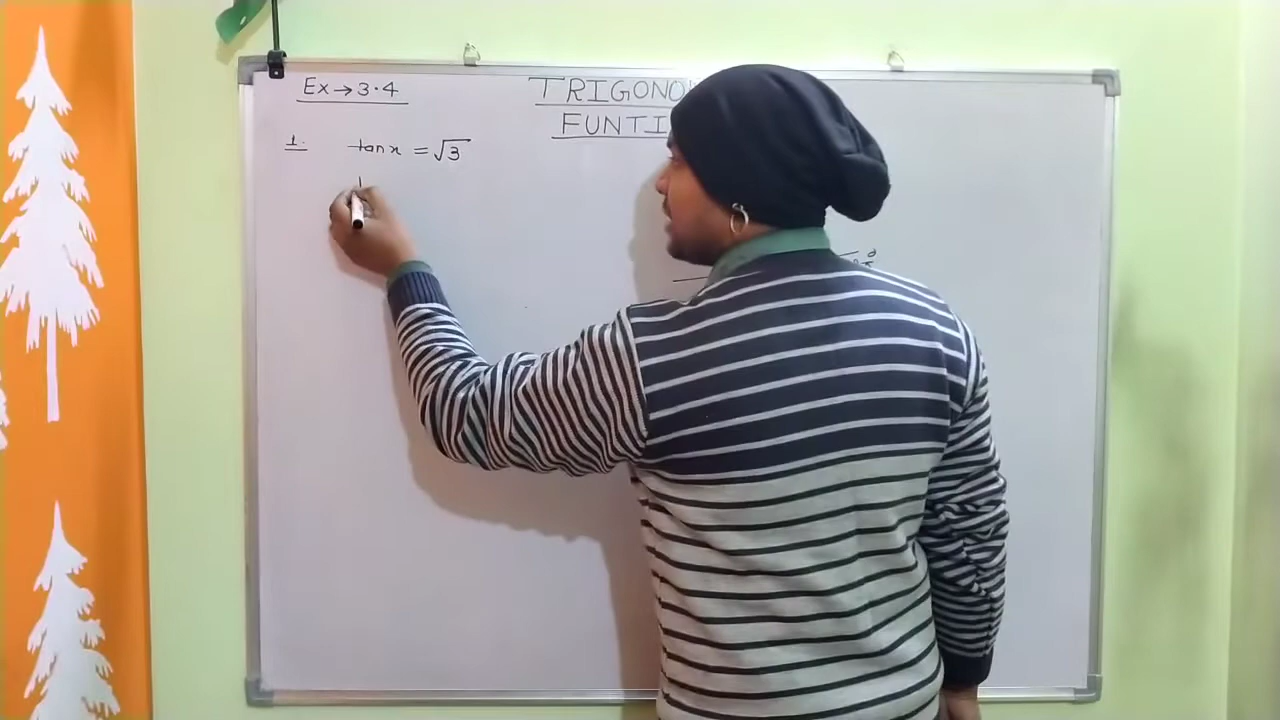 Ex → 3.4
TRIGONO
FUNTI
1. tan x = √3